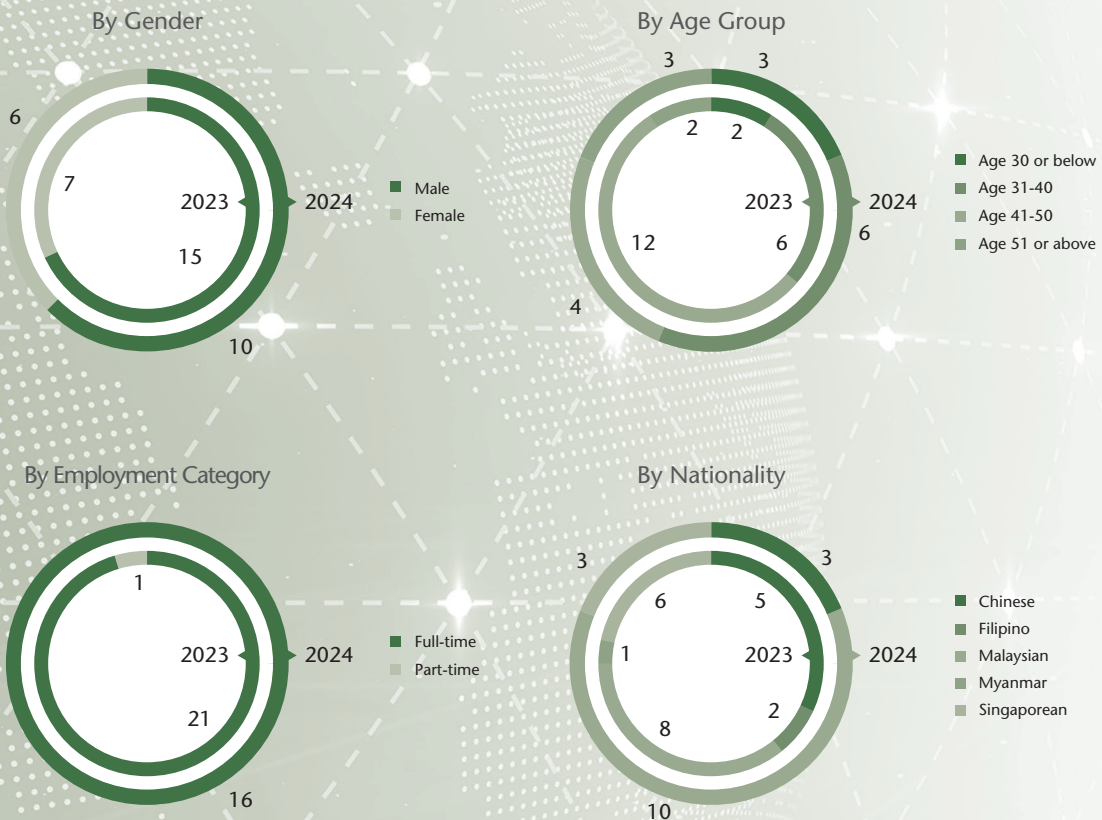 By Gender
6
7
2023
2024
15
10
Male
Female
By Age Group
3
3
2
2
2023
2024
12
6
6
4
Age 30 or below
Age 31-40
Age 41-50
Age 51 or above
By Employment Category
1
2023
2024
21
16
Full-time
Part-time
By Nationality
3
3
6
5
1
2023
2024
2
8
10
Chinese
Filipino
Malaysian
Myanmar
Singaporean